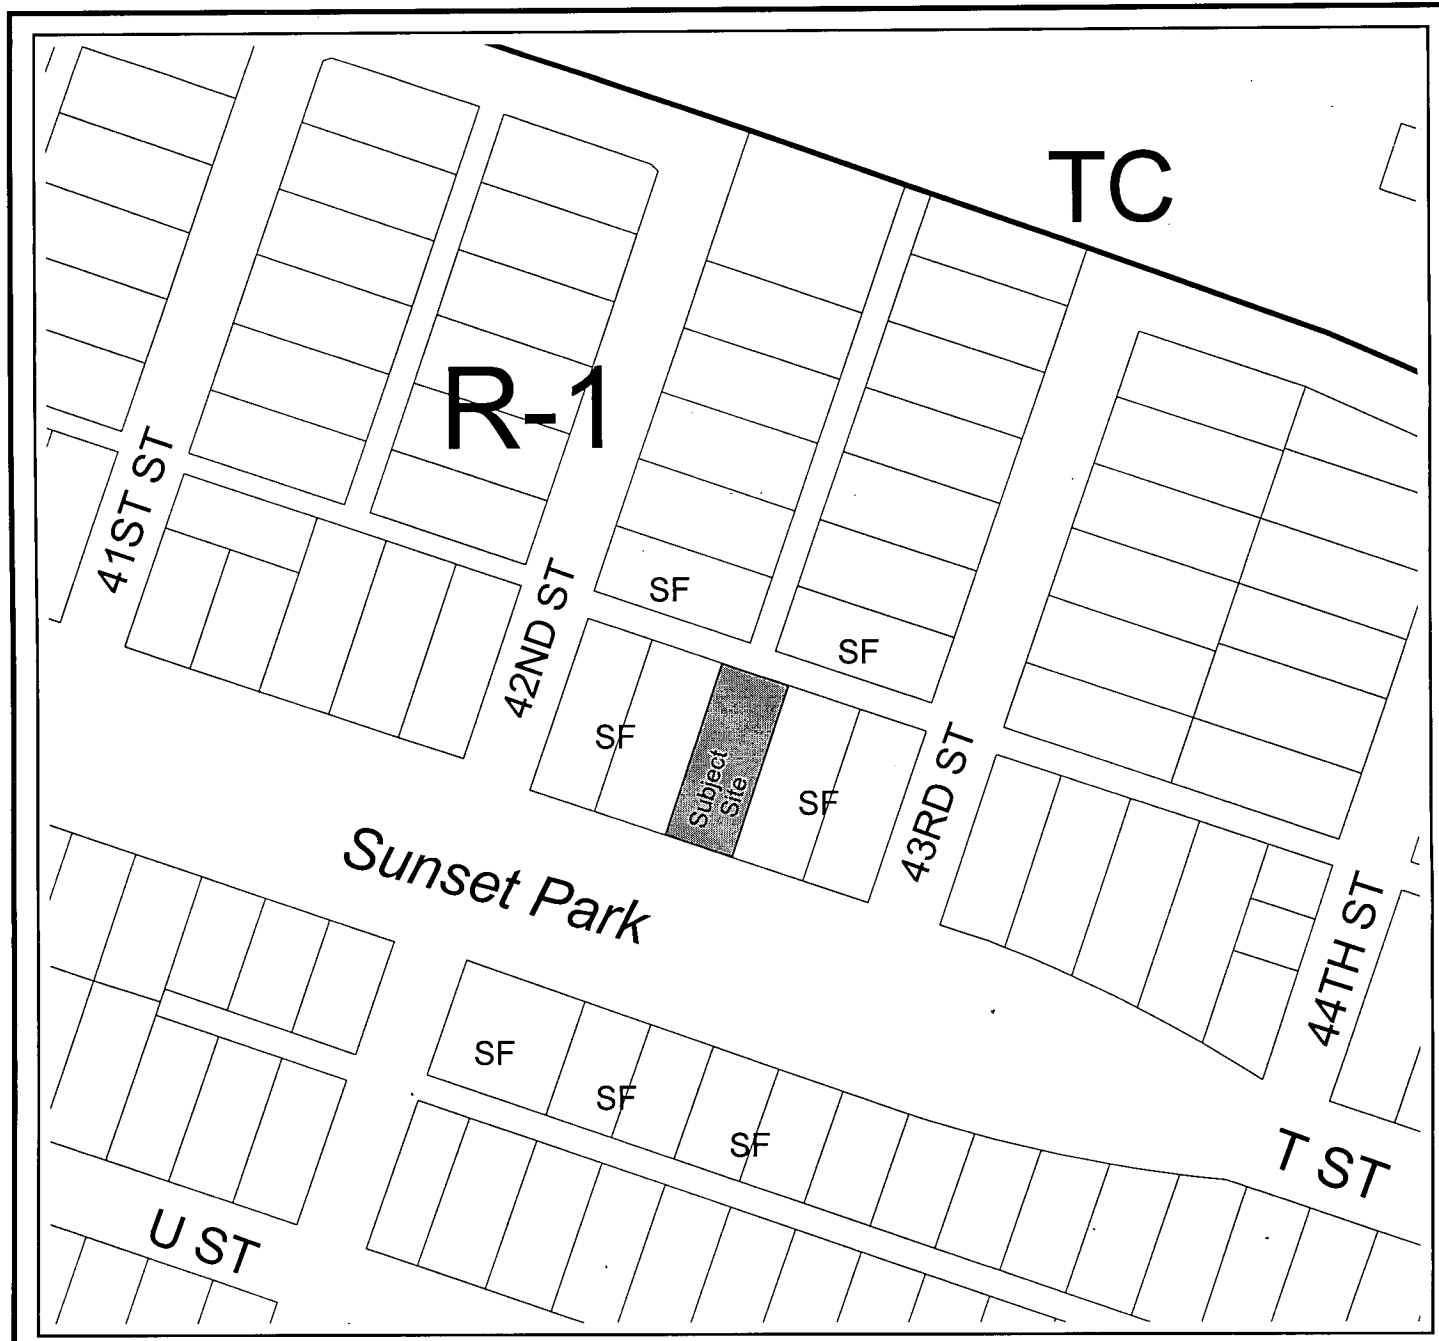 TC
R-1
41ST ST
42ND ST
SF
SF
SF
Subject
Site
SF
43RD ST
Sunset Park
44TH ST
SF
SF
SF
T ST
U ST